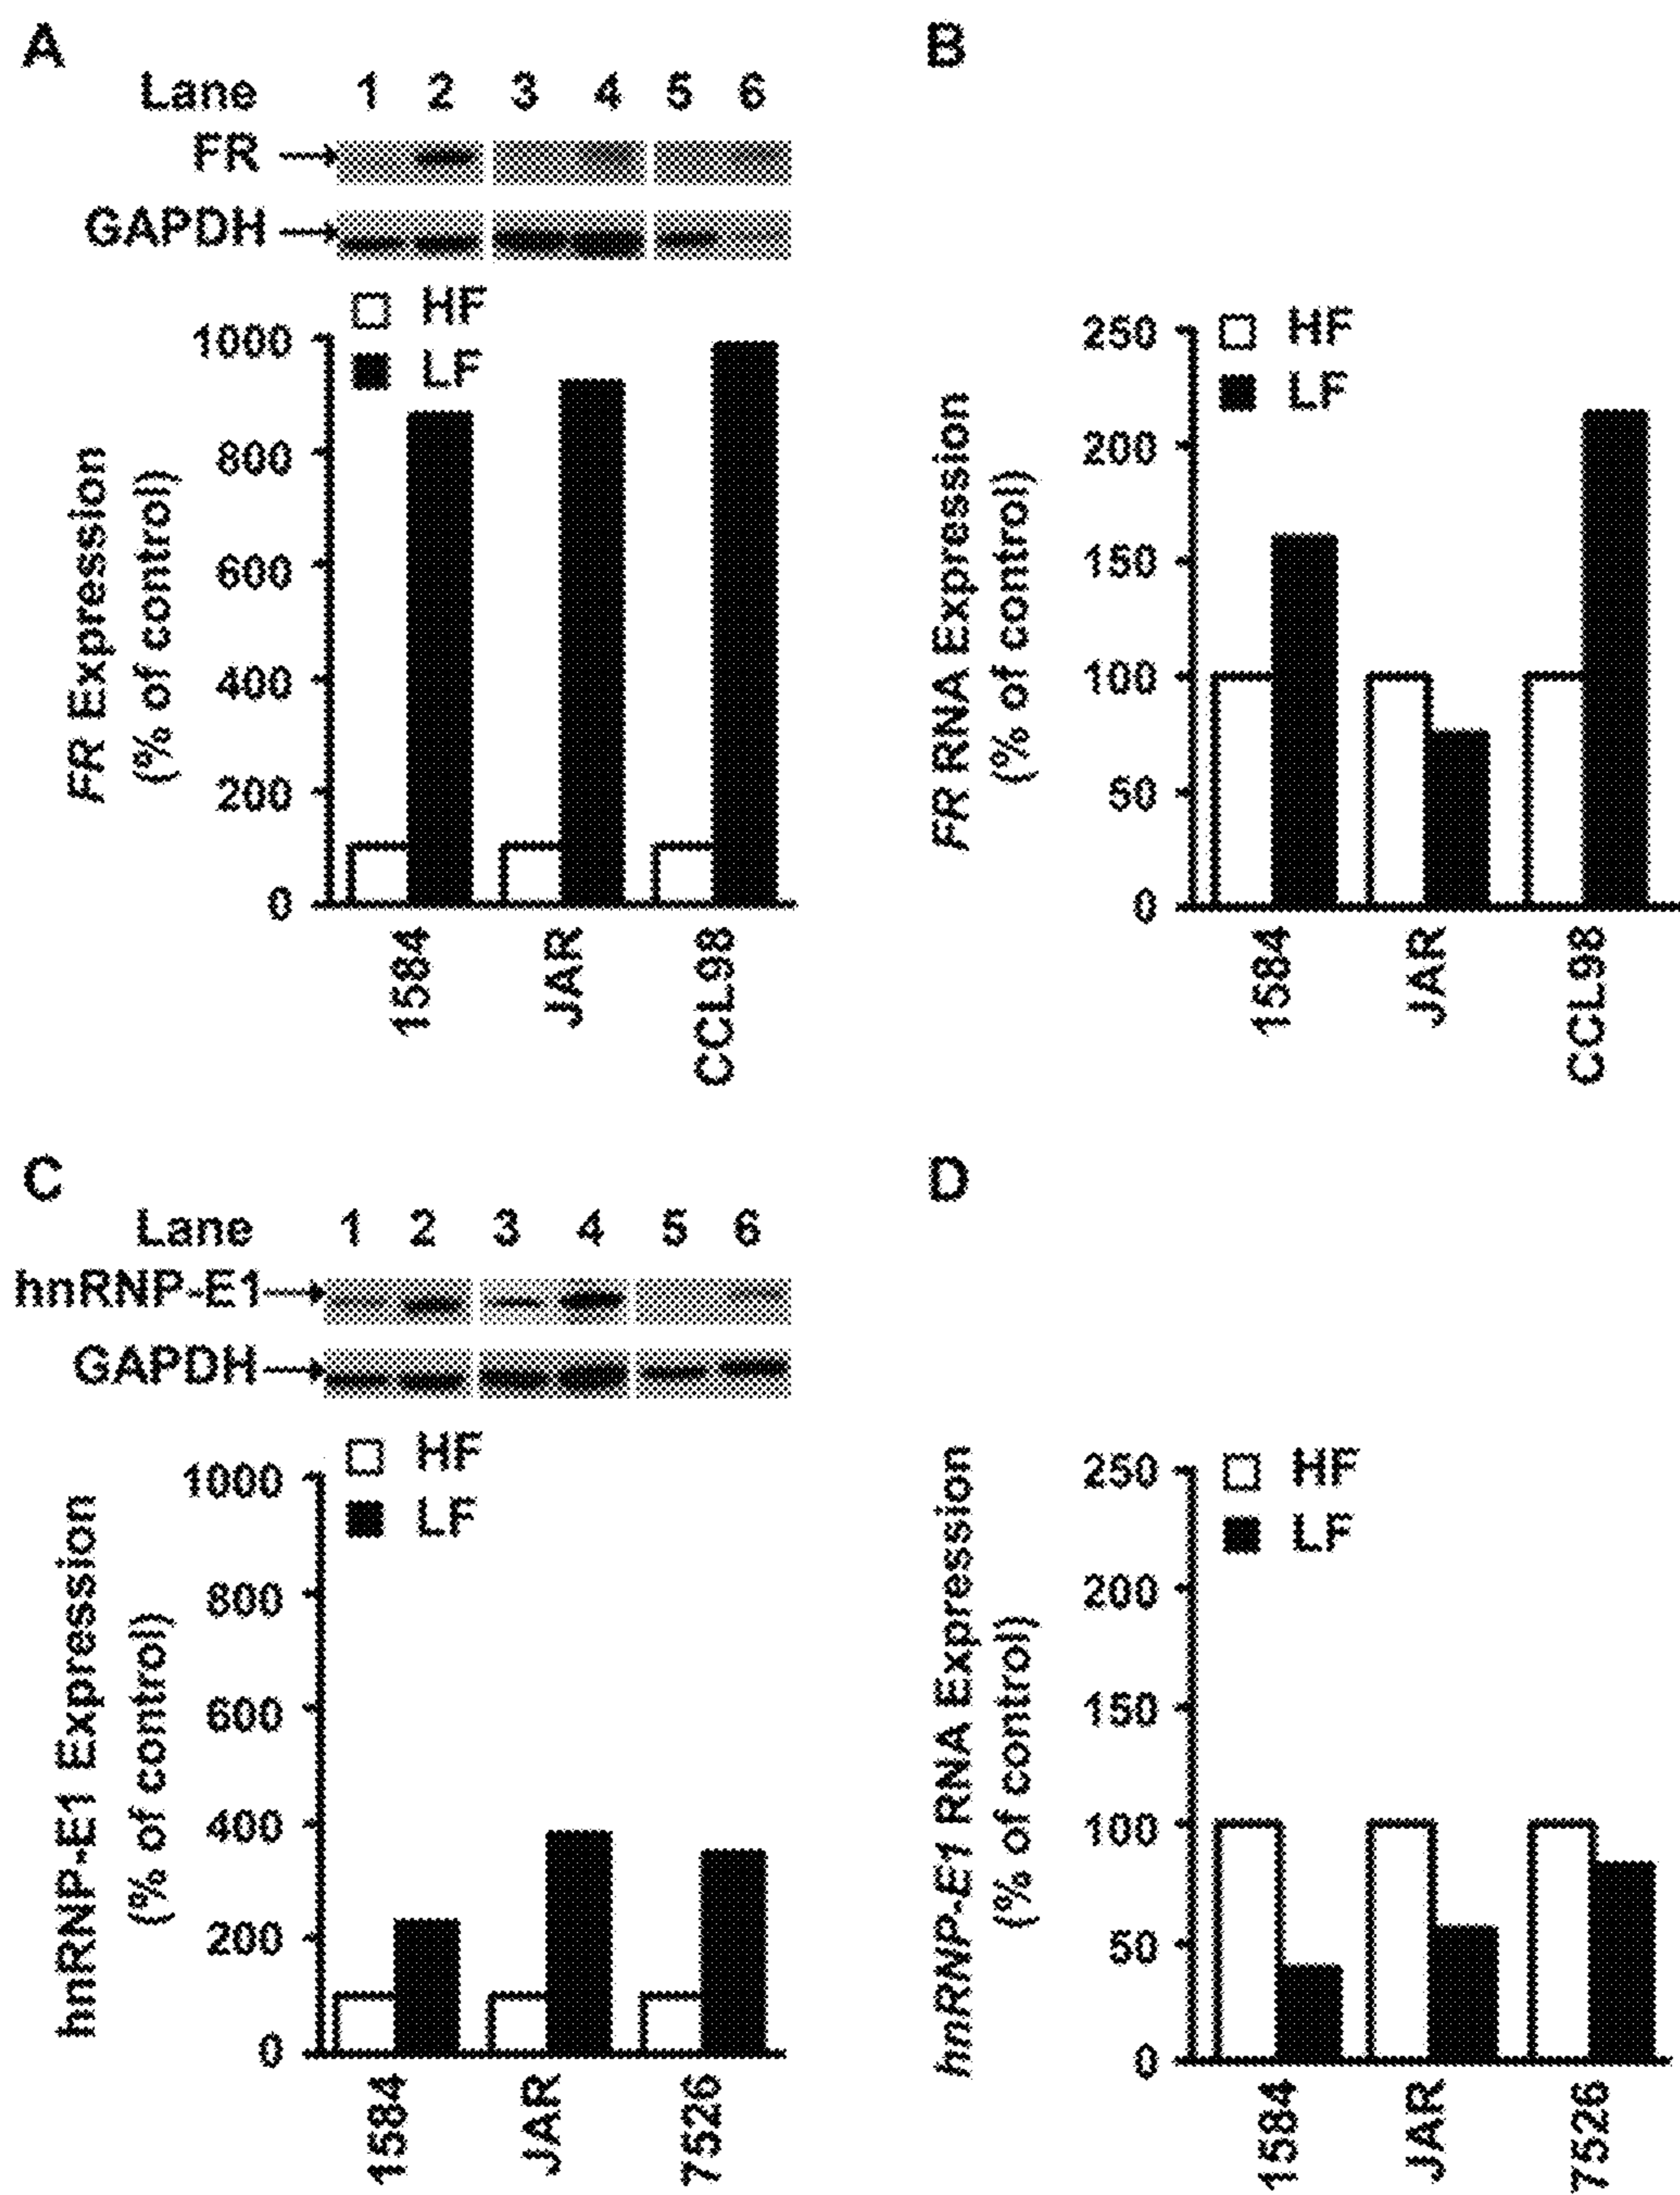 A
Lane 1 2 3 4 5 6
FR
GAPDH
HF
LF
1000
800
600
400
200
0
FR Expression
(% of control)
1584
JAR
CCL98
B
HF
LF
250
200
150
100
50
0
FR RNA Expression
(% of control)
1584
JAR
CCL98
C
Lane 1 2 3 4 5 6
hnRNP-E1
GAPDH
HF
LF
1000
800
600
400
200
0
hnRNP-E1 Expression
(% of control)
1584
JAR
7526
D
HF
LF
250
200
150
100
50
0
hnRNP-E1 RNA Expression
(% of control)
1584
JAR
7526